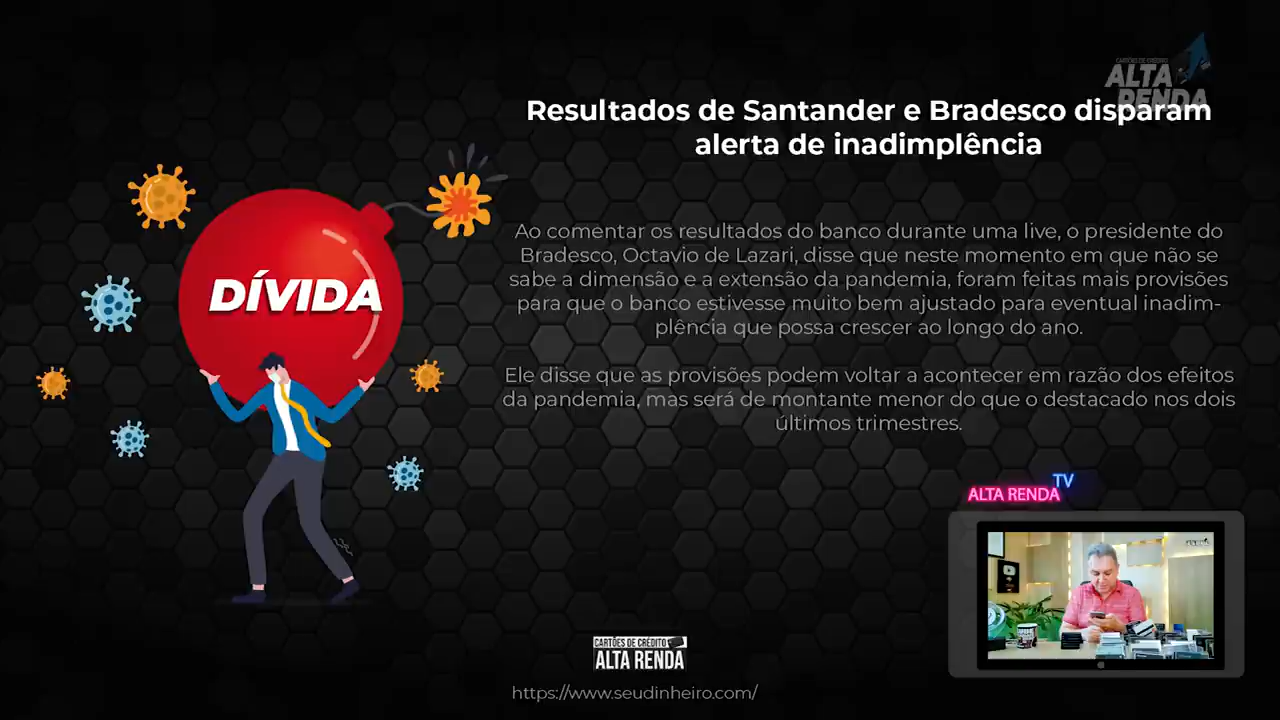 CARTÕES DE CRÉDITO
ALTA
RENDA
Resultados de Santander e Bradesco disparam
alerta de inadimplência
DÍVIDA
Ao comentar os resultados do banco durante uma live, o presidente do
Bradesco, Octavio de Lazari, disse que neste momento em que não se
sabe a dimensão e a extensão da pandemia, foram feitas mais provisões
para que o banco estivesse muito bem ajustado para eventual inadim-
plência que possa crescer ao longo do ano.
Ele disse que as provisões podem voltar a acontecer em razão dos efeitos
da pandemia, mas será de montante menor do que o destacado nos dois
últimos trimestres.
ALTA RENDA TV
CARTÕES DE CRÉDITO
ALTA RENDA
https://www.seudinheiro.com/